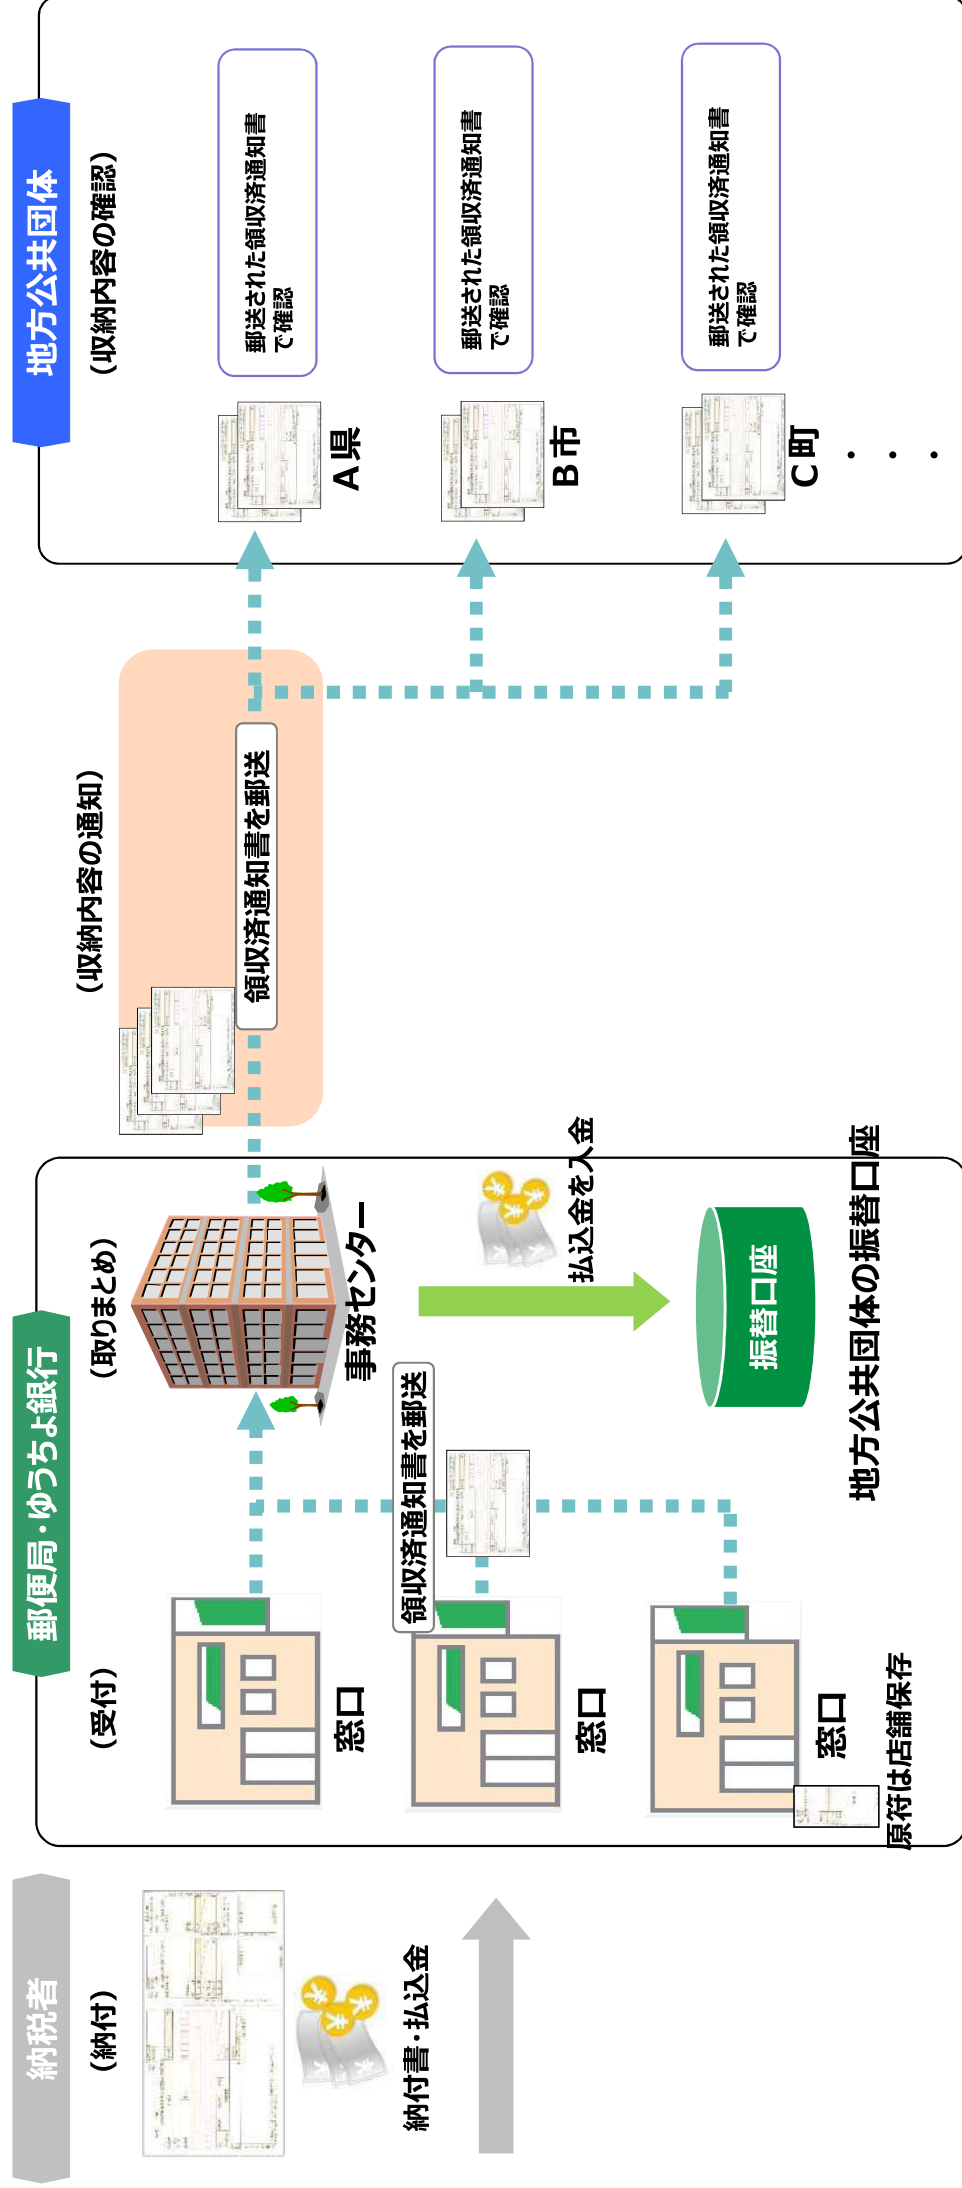 納税者
(納付)
納付書・払込金
郵便局・ゆうちょ銀行
(受付)
窓口
窓口
窓口
原符は店舗保存
領収済通知書を郵送
(取りまとめ)
事務センター
払込金を入金
振替口座
地方公共団体の振替口座
(収納内容の通知)
領収済通知書を郵送
地方公共団体
(収納内容の確認)
A県
郵送された領収済通知書
で確認
B市
郵送された領収済通知書
で確認
C町
郵送された領収済通知書
で確認
・・・